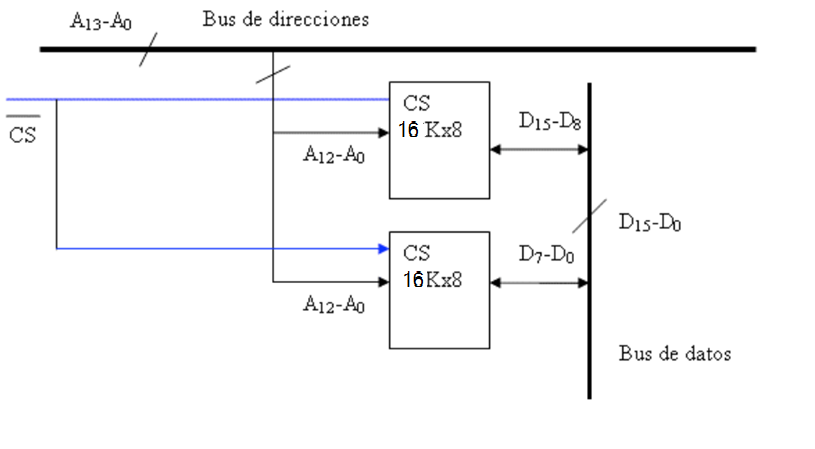 A13-A0 Bus de direcciones
CS
CS
16 Kx8
D15-D8
A12-A0
D15-D0
CS
16Kx8
D7-D0
A12-A0
Bus de datos